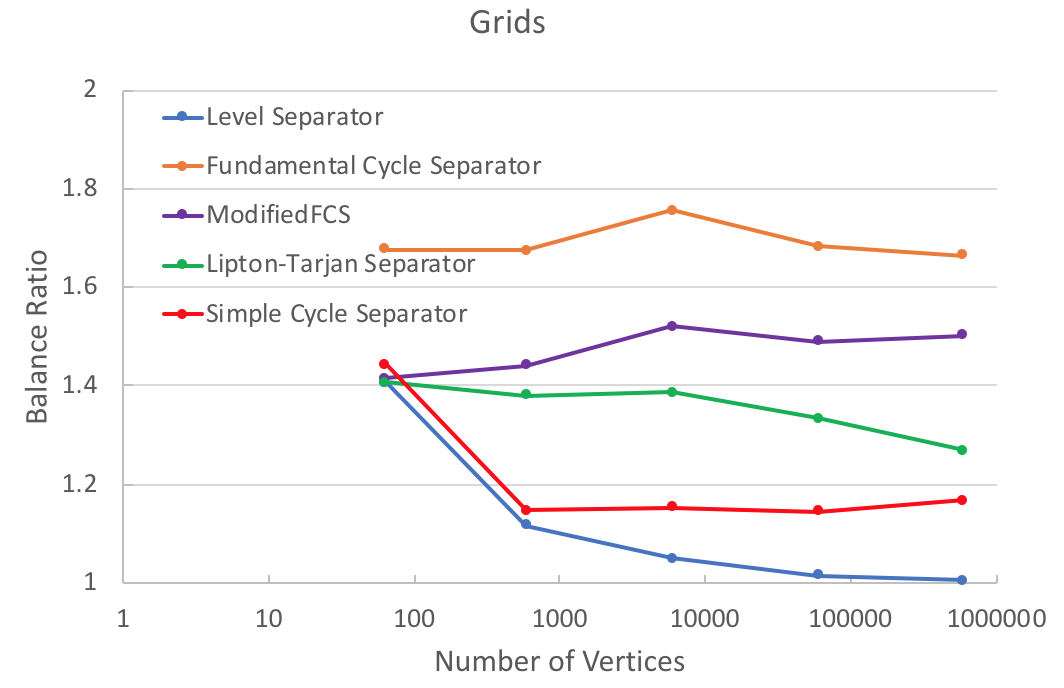 Grids
2
1.8
1.6
1.4
1.2
1
Balance Ratio
Level Separator
Fundamental Cycle Separator
ModifiedFCS
Lipton-Tarjan Separator
Simple Cycle Separator
1 10 100 1000 10000 100000 1000000
Number of Vertices